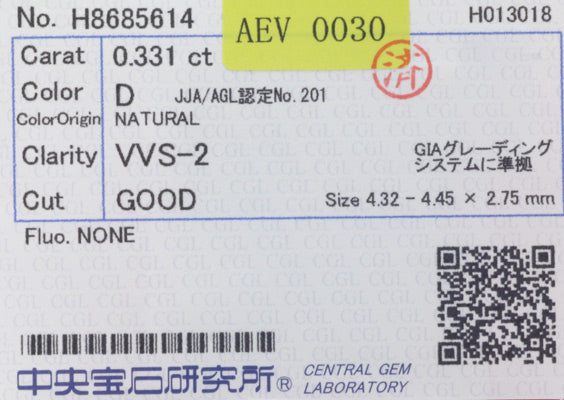 No. H8685614
AEV 0030
H013018
Carat 0.331 ct
Color D JJA/AGL認定No.201
ColorOrigin NATURAL
Clarity VVS-2
GIAグレーディング
システムに準拠
Cut GOOD
Size 4.32 - 4.45 × 2.75 mm
Fluo. NONE
中央宝石研究所® CENTRAL GEM
LABORATORY